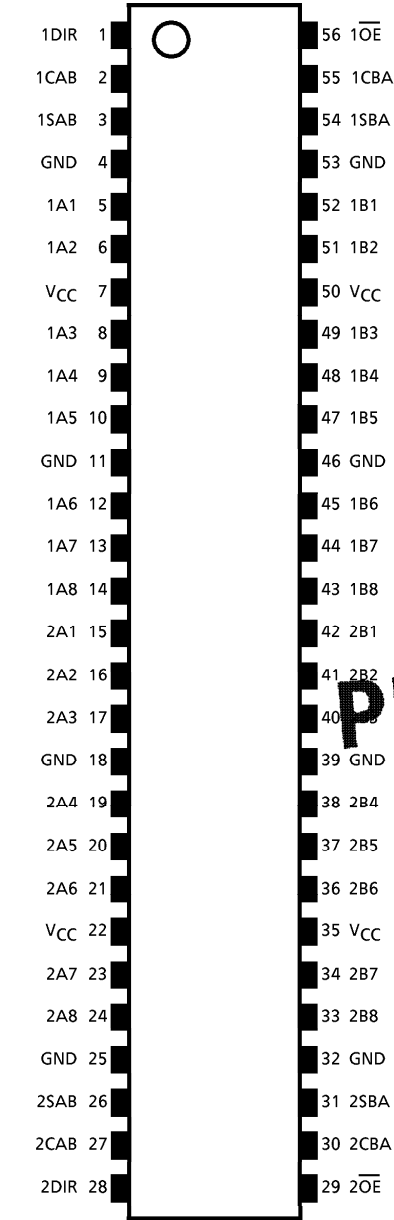 1DIR 1 56 1O̅E̅
1CAB 2 55 1CBA
1SAB 3 54 1SBA
GND 4 53 GND
1A1 5 52 1B1
1A2 6 51 1B2
VCC 7 50 VCC
1A3 8 49 1B3
1A4 9 48 1B4
1A5 10 47 1B5
GND 11 46 GND
1A6 12 45 1B6
1A7 13 44 1B7
1A8 14 43 1B8
2A1 15 42 2B1
2A2 16 41 2B2
2A3 17 40
P
GND 18 39 GND
2A4 19 38 2B4
2A5 20 37 2B5
2A6 21 36 2B6
VCC 22 35 VCC
2A7 23 34 2B7
2A8 24 33 2B8
GND 25 32 GND
2SAB 26 31 2SBA
2CAB 27 30 2CBA
2DIR 28 29 2O̅E̅